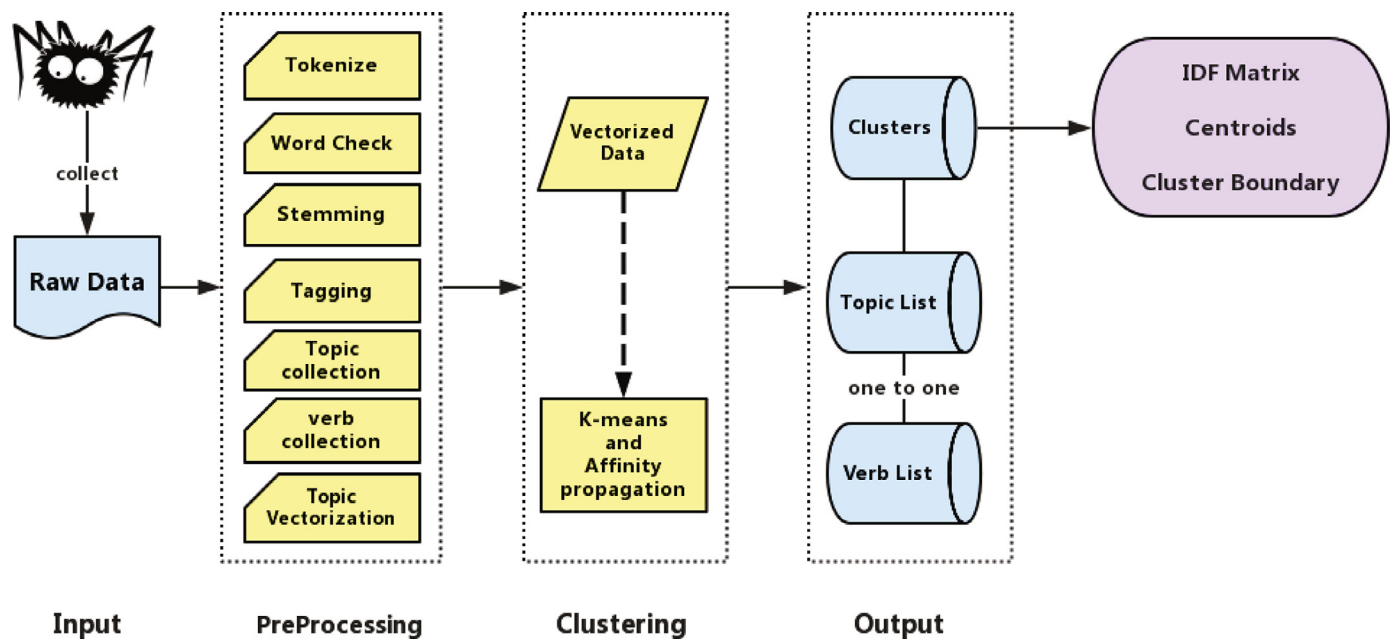 collect
Raw Data
Tokenize
Word Check
Stemming
Tagging
Topic
collection
verb
collection
Topic
Vectorization
Vectorized
Data
K-means
and
Affinity
propagation
Clusters
Topic List
one to one
Verb List
IDF Matrix
Centroids
Cluster Boundary
Input
PreProcessing
Clustering
Output